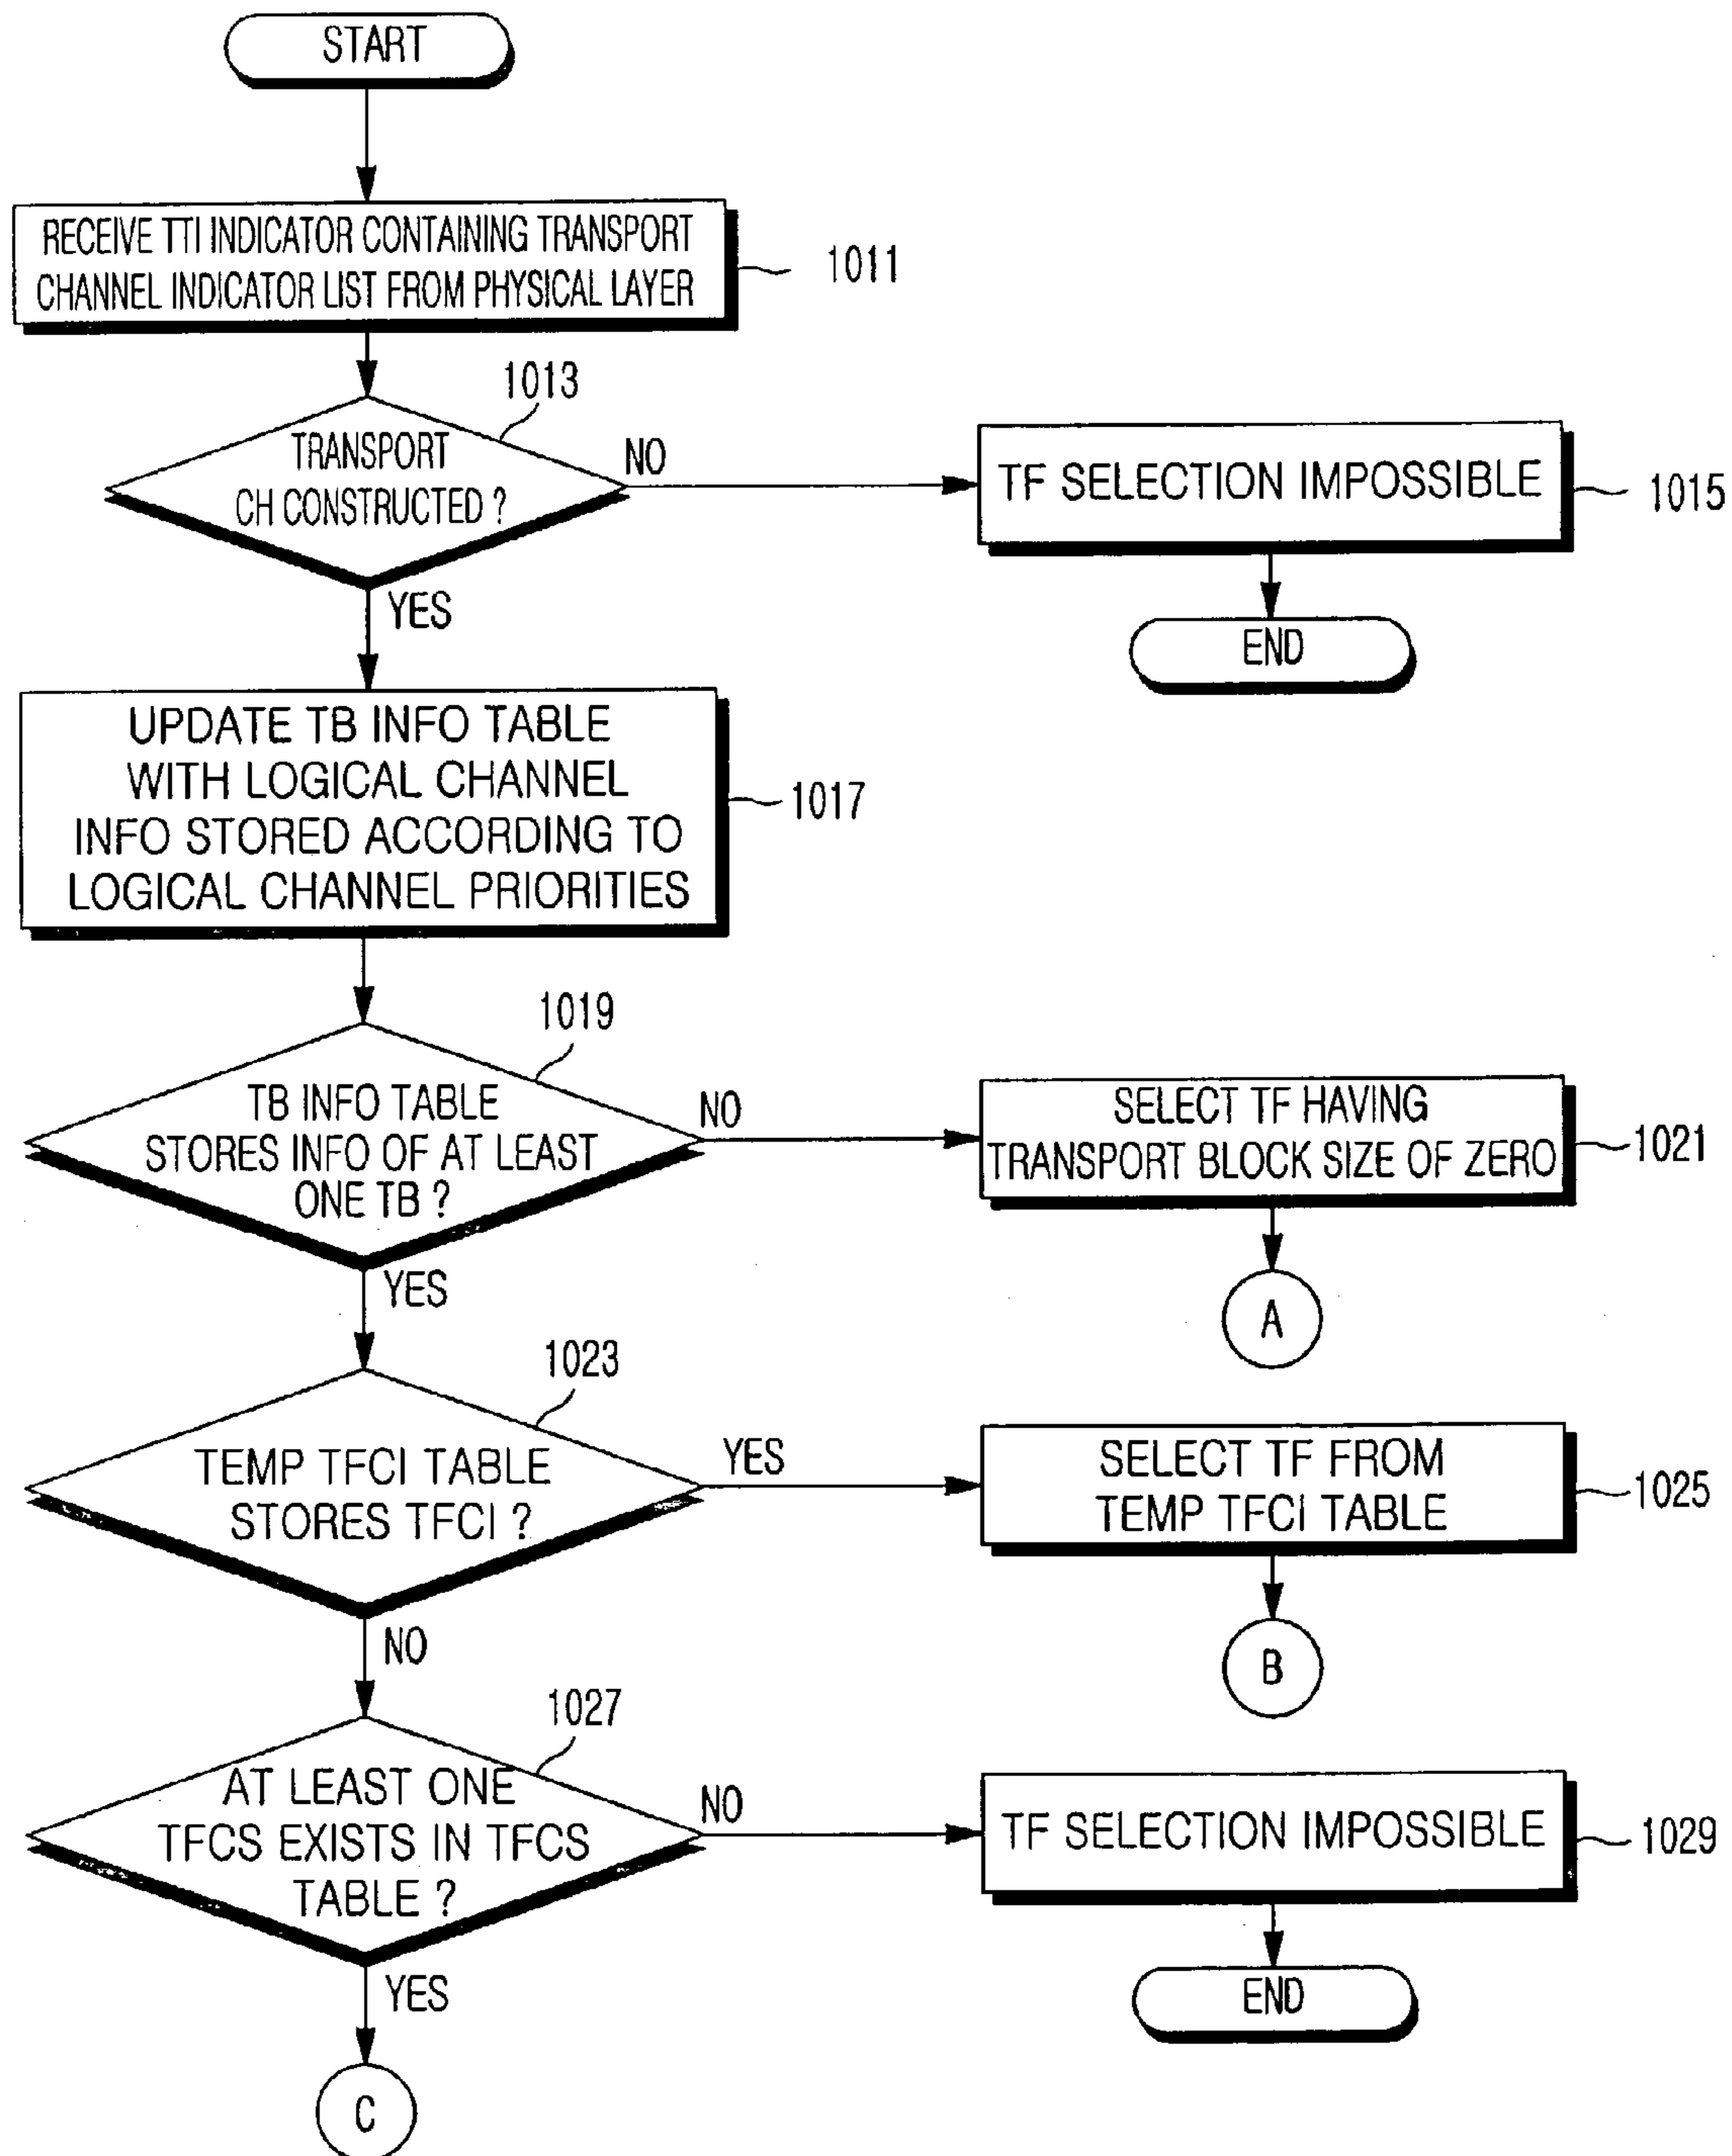 START
RECEIVE TTI INDICATOR CONTAINING TRANSPORT
CHANNEL INDICATOR LIST FROM PHYSICAL LAYER
1011
1013
TRANSPORT
CH CONSTRUCTED ?
NO
TF SELECTION IMPOSSIBLE
1015
END
YES
UPDATE TB INFO TABLE
WITH LOGICAL CHANNEL
INFO STORED ACCORDING TO
LOGICAL CHANNEL PRIORITIES
1017
1019
TB INFO TABLE
STORES INFO OF AT LEAST
ONE TB ?
NO
SELECT TF HAVING
TRANSPORT BLOCK SIZE OF ZERO
1021
A
YES
1023
TEMP TFCI TABLE
STORES TFCI ?
YES
SELECT TF FROM
TEMP TFCI TABLE
1025
B
NO
1027
AT LEAST ONE
TFCS EXISTS IN TFCS
TABLE ?
NO
TF SELECTION IMPOSSIBLE
1029
END
YES
C